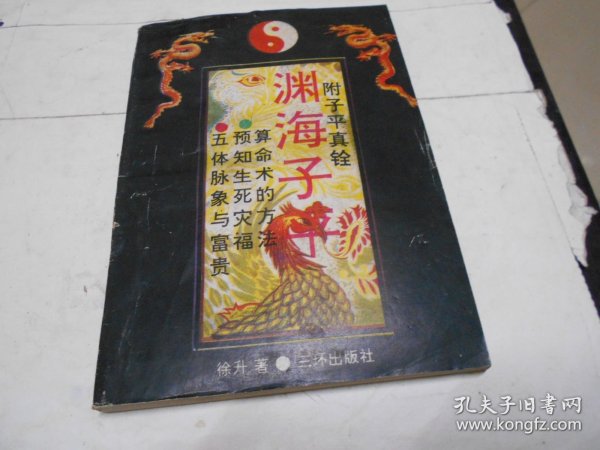 渊海子平
附子平真铨
算命术的方法
预知生死灾福
五体脉象与富贵
徐升 著 三环出版社
孔夫子旧书网
www.kongfz.com